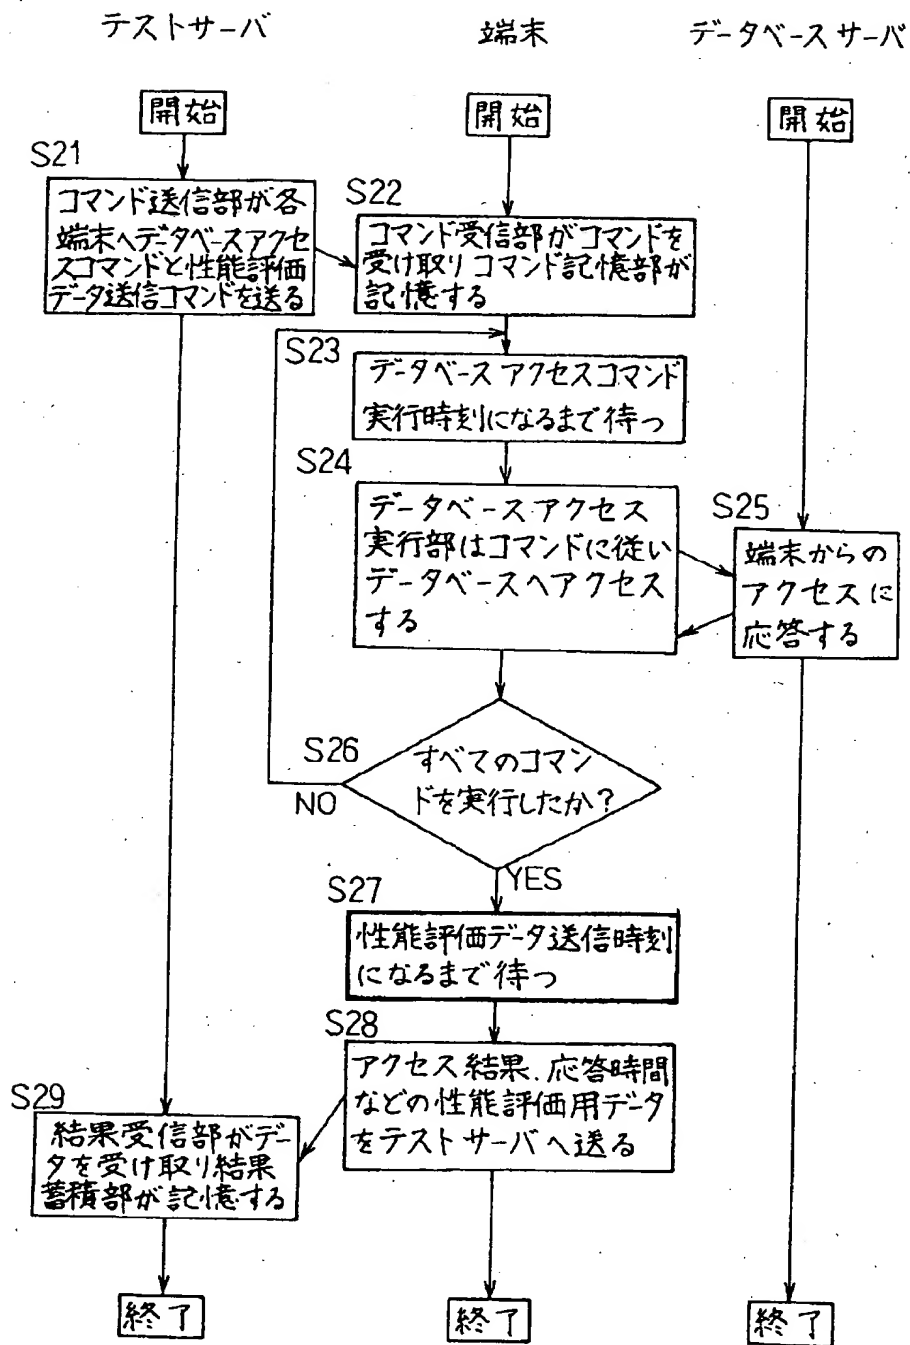 テストサーバ
端末
データベースサーバ
開始
開始
開始
S21
コマンド送信部が各
端末へデータベースアクセ
スコマンドと性能評価
データ送信コマンドを送る
S22
コマンド受信部がコマンドを
受け取りコマンド記憶部が
記憶する
S23
データベースアクセスコマンド
実行時刻になるまで待つ
S24
データベースアクセス
実行部はコマンドに従い
データベースへアクセス
する
S25
端末からの
アクセスに
応答する
S26
すべてのコマン
ドを実行したか?
NO
YES
S27
性能評価データ送信時刻
になるまで待つ
S28
アクセス結果、応答時間
などの性能評価用データ
をテストサーバへ送る
S29
結果受信部がデー
タを受け取り結果
蓄積部が記憶する
終了
終了
終了